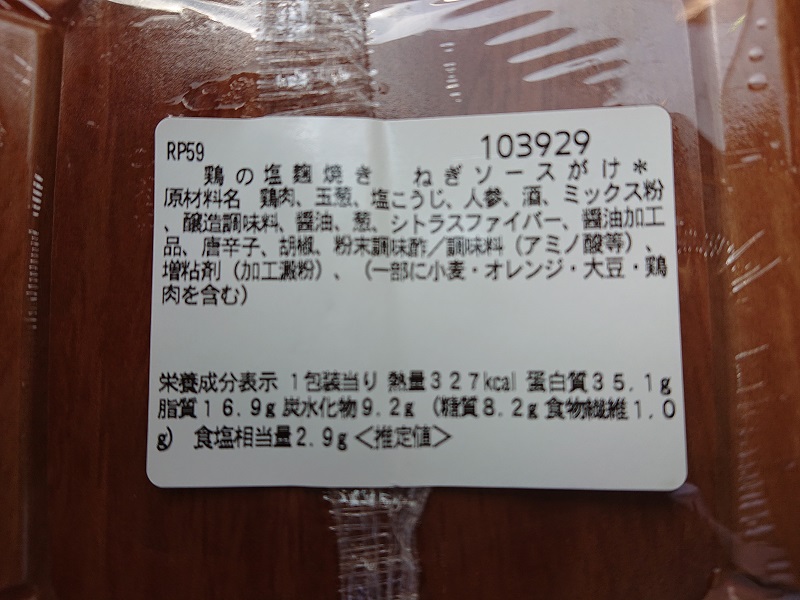 RP59
103929
鶏の塩麹焼き ねぎソースがけ＊
原材料名 鶏肉、玉葱、塩こうじ、人参、酒、ミックス粉
、醸造調味料、醤油、葱、シトラスファイバー、醤油加工
品、唐辛子、胡椒、粉末調味酢／調味料（アミノ酸等）、
増粘剤（加工澱粉）、（一部に小麦・オレンジ・大豆・鶏
肉を含む）
栄養成分表示 1包装当り 熱量327kcal 蛋白質35.1g
脂質16.9g 炭水化物9.2g （糖質8.2g 食物繊維1.0
g） 食塩相当量2.9g＜推定値＞